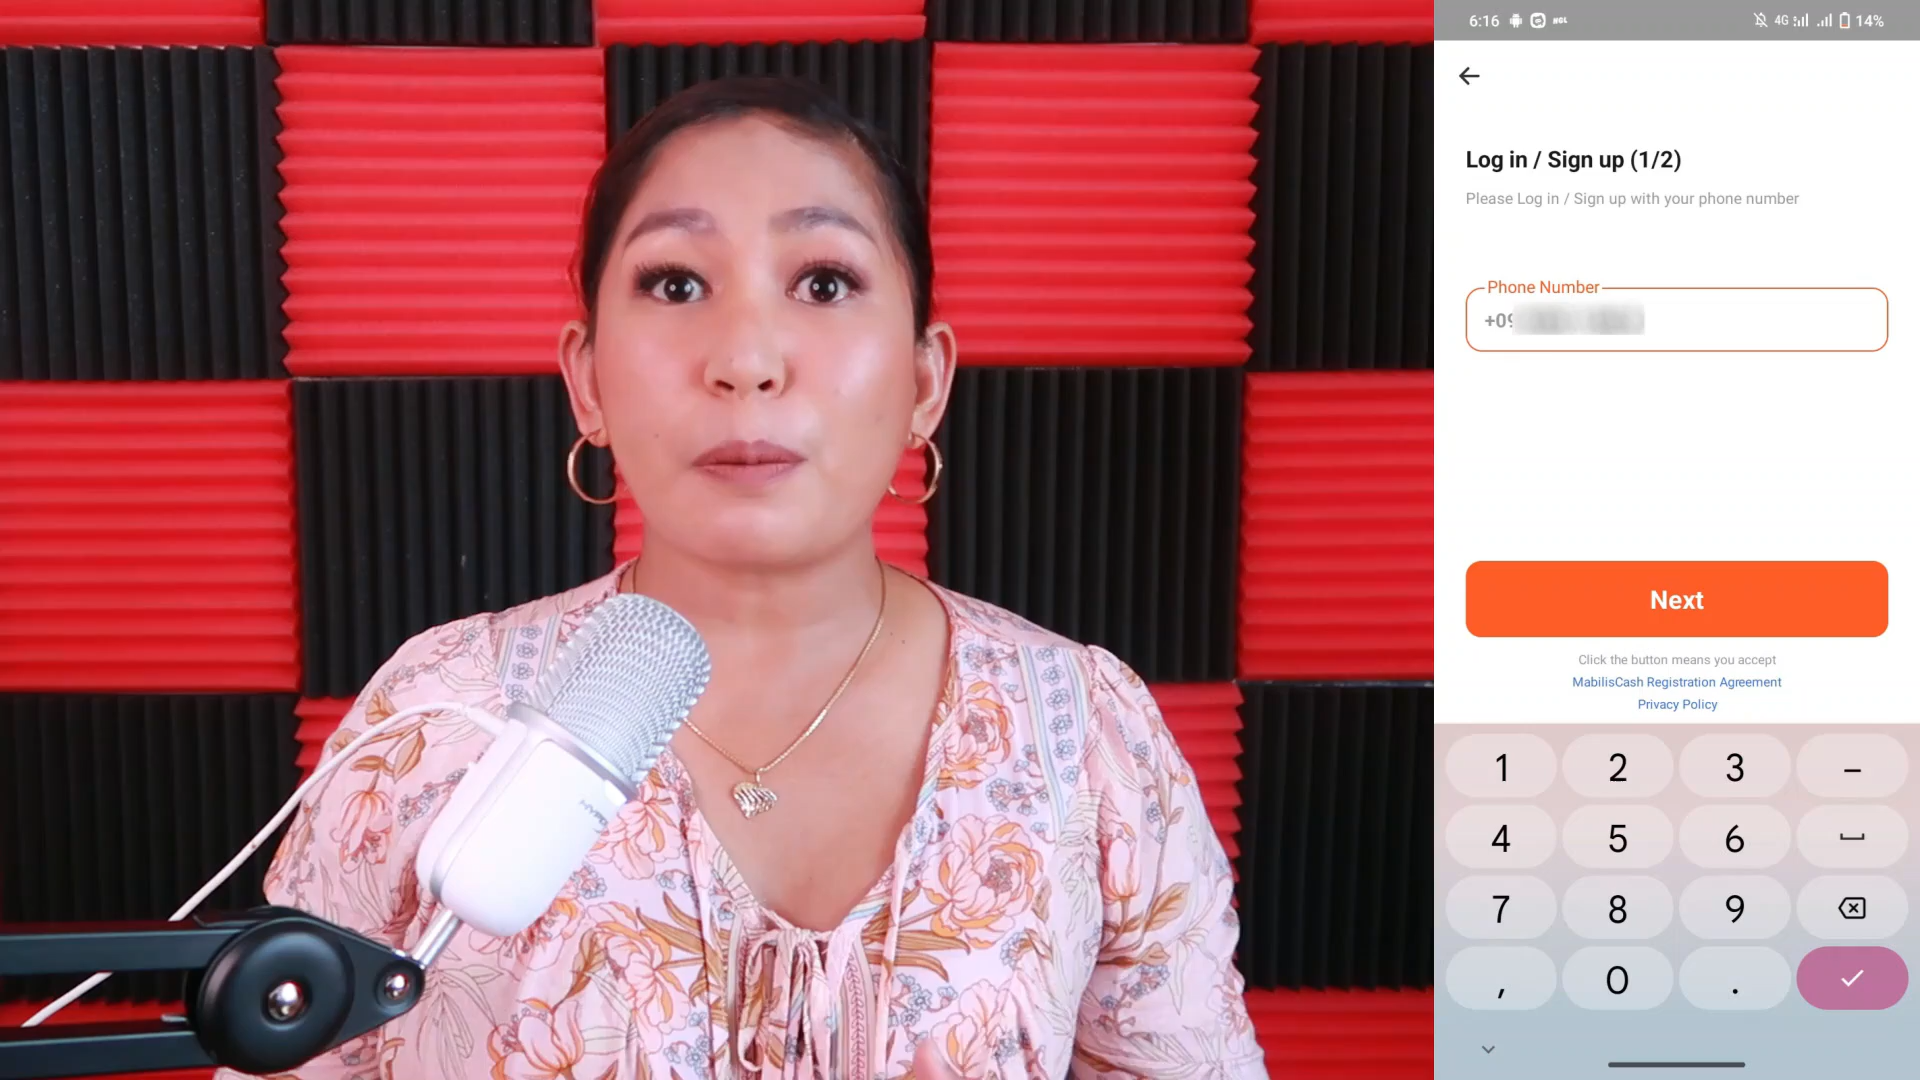 6:16
4G
14%
Log in / Sign up (1/2)
Please Log in / Sign up with your phone number
Phone Number
+09
Next
Click the button means you accept
MabilisCash Registration Agreement
Privacy Policy
1 2 3 –
4 5 6
7 8 9
, 0 .